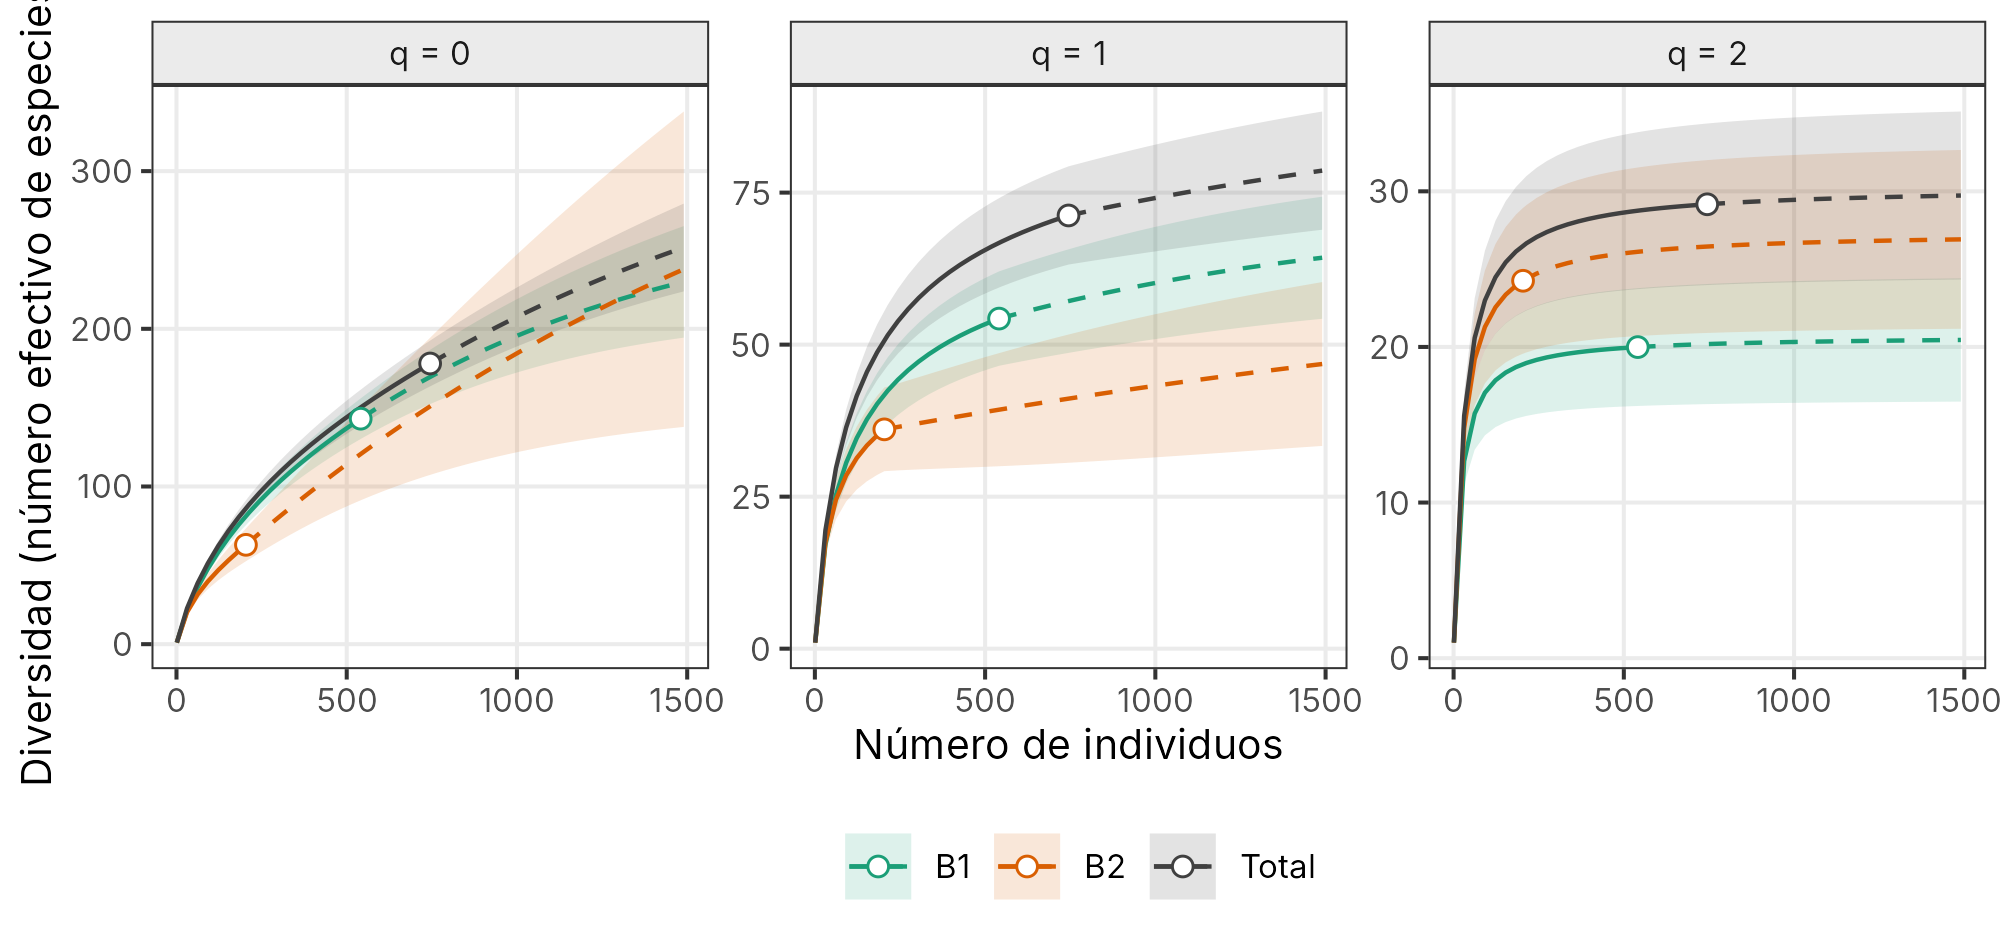 Diversidad (número efectivo de especies
q = 0
q = 1
q = 2
300
200
100
0
75
50
25
0
30
20
10
0
0 500 1000 1500
0 500 1000 1500
0 500 1000 1500
Número de individuos
B1 B2 Total